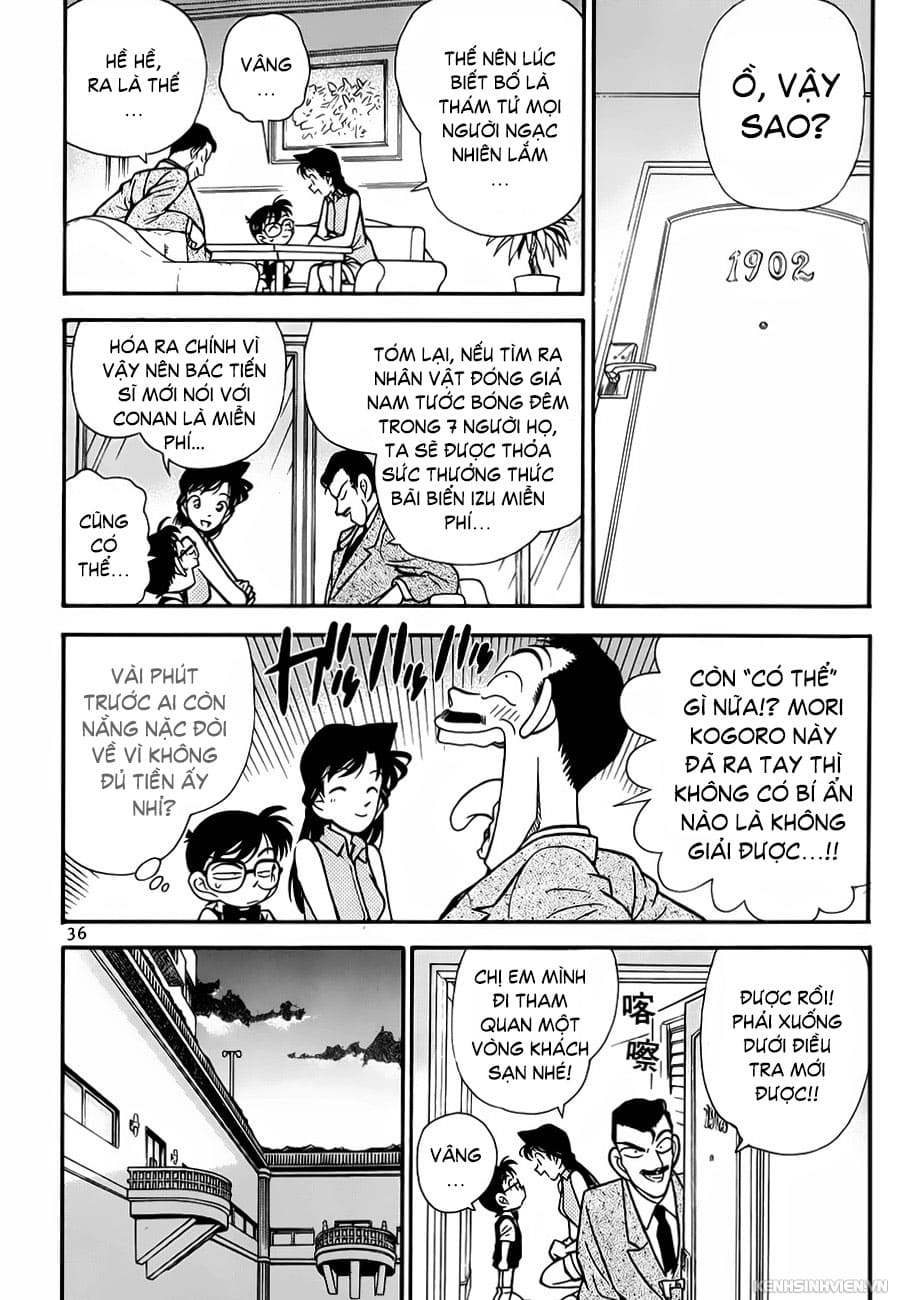 Ồ, VẬY
SAO?
1902
THẾ NÊN LÚC
BIẾT BỐ LÀ
THÁM TỬ MỌI
NGƯỜI NGẠC
NHIÊN LẮM
...
VÂNG
...
HỀ HỀ,
RA LÀ THẾ
...
TÓM LẠI, NẾU TÌM RA
NHÂN VẬT ĐÓNG GIẢ
NAM TƯỚC BÓNG ĐÊM
TRONG 7 NGƯỜI HỌ,
TA SẼ ĐƯỢC THỎA
SỨC THƯỞNG THỨC
BÀI BIỂN IZU MIỄN
PHÍ...
HÓA RA CHÍNH VÌ
VẬY NÊN BÁC TIẾN
SĨ MỚI NÓI VỚI
CONAN LÀ MIỄN
PHÍ...
CŨNG
CÓ
THỂ...
CÒN "CÓ THỂ"
GÌ NỮA!? MORI
KOGORO NÀY
ĐÃ RA TAY THÌ
KHÔNG CÓ BÍ ẨN
NÀO LÀ KHÔNG
GIẢI ĐƯỢC...!!
VÀI PHÚT
TRƯỚC AI CÒN
NẰNG NẶC ĐÒI
VỀ VÌ KHÔNG
ĐỦ TIỀN ẤY
NHỈ?
36
ĐƯỢC RỒI!
PHẢI XUỐNG
DƯỚI ĐIỀU
TRA MỚI
ĐƯỢC!!
喀
嚓
CHỊ EM MÌNH
ĐI THAM
QUAN MỘT
VÒNG KHÁCH
SẠN NHÉ!
VÂNG
...
KENHSINHVIEN.VN